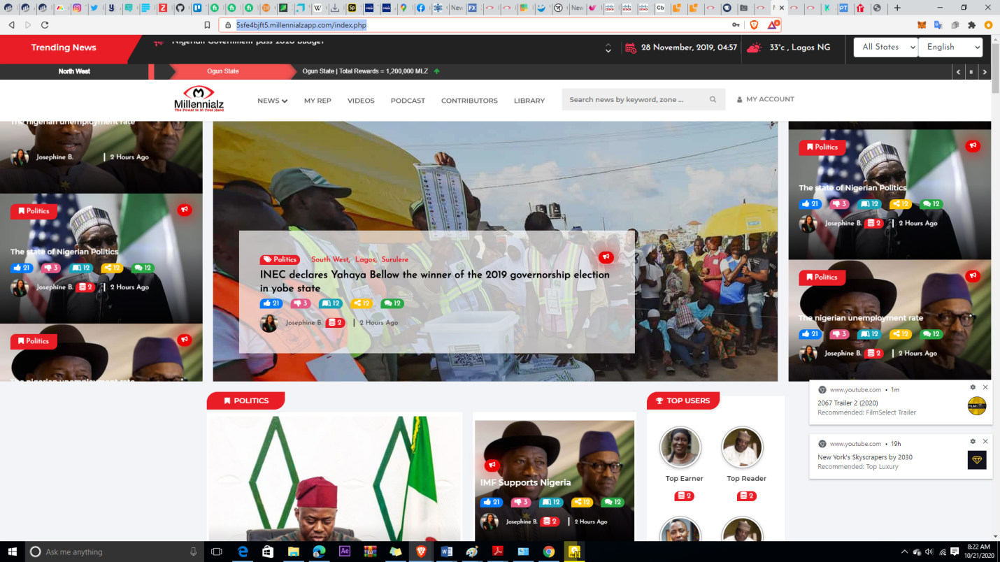 5sfe4bjft5.millennialzapp.com/index.php
Trending News
Nigerian Government pass 2020 budget
28 November, 2019, 04:57
33°c , Lagos NG
All States
English
North West
Ogun State
Ogun State | Total Rewards = 1,200,000 MLZ
Millennialz
The Power Is In Your Hand
NEWS
MY REP
VIDEOS
PODCAST
CONTRIBUTORS
LIBRARY
Search news by keyword, zone ...
MY ACCOUNT
The nigerian unemployment rate
Josephine B.
2 Hours Ago
Politics
The state of Nigerian Politics
21 3 12 12 12
Josephine B. 2 | 2 Hours Ago
Politics
The nigerian unemployment rate
Politics South West, Lagos, Surulere
INEC declares Yahaya Bellow the winner of the 2019 governorship election
in yobe state
21 3 12 12 12
Josephine B. 2 | 2 Hours Ago
Politics
The state of Nigerian Politics
21 3 12 12 12
Josephine B. 2 | 2 Hours Ago
Politics
The nigerian unemployment rate
21 3 12 12 12
Josephine B. 2 | 2 Hours Ago
POLITICS
IMF Supports Nigeria
21 3 12 12 12
Josephine B. 2 | 2 Hours Ago
TOP USERS
Top Earner
2
Top Reader
2
www.youtube.com • 1m
2067 Trailer 2 (2020)
Recommended: FilmSelect Trailer
www.youtube.com • 19h
New York's Skyscrapers by 2030
Recommended: Top Luxury
Ask me anything
8:22 AM
10/21/2020